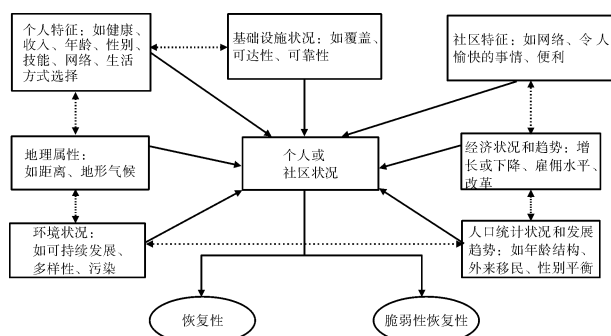 个人特征：如健康、
收入、年龄、性别、
技能、网络、生活
方式选择
基础设施状况：如覆盖、
可达性、可靠性
社区特征：如网络、令人
愉快的事情、便利
地理属性：
如距离、地形气候
个人或
社区状况
经济状况和趋势：增
长或下降、雇佣水平、
改革
环境状况：
如可持续发展、
多样性、污染
人口统计状况和发展
趋势：如年龄结构、
外来移民、性别平衡
恢复性
脆弱性恢复性